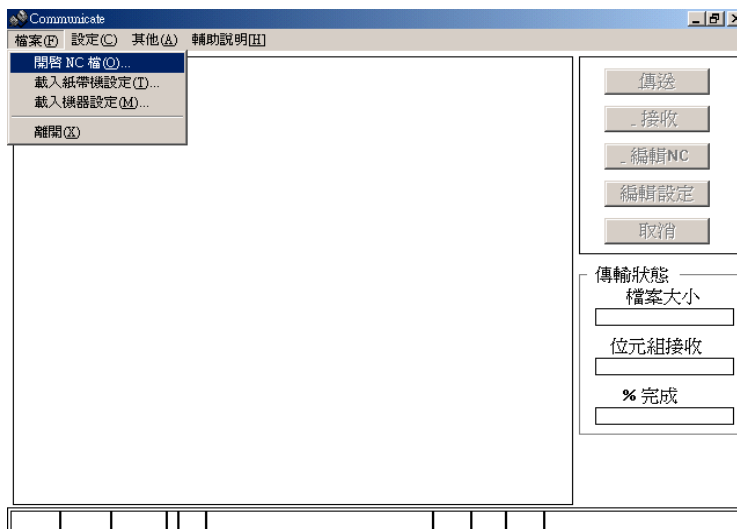 Communicate
檔案(F) 設定(C) 其他(A) 輔助說明[H]
開啓 NC 檔(O)...
載入紙帶機設定(T)...
載入機器設定(M)...
離開(X)
傳送
_ 接收
_ 編輯NC
編輯設定
取消
傳輸狀態
檔案大小
位元組接收
% 完成